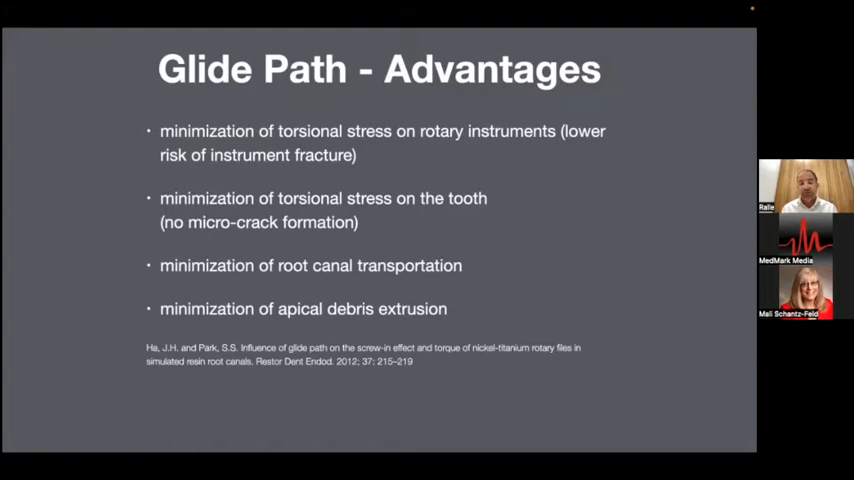 Glide Path - Advantages
• minimization of torsional stress on rotary instruments (lower
risk of instrument fracture)
• minimization of torsional stress on the tooth
(no micro-crack formation)
• minimization of root canal transportation
• minimization of apical debris extrusion
Ha, J.H. and Park, S.S. Influence of glide path on the screw-in effect and torque of nickel-titanium rotary files in
simulated resin root canals. Restor Dent Endod. 2012; 37: 215–219
Ralle
MedMark Media
Mali Schantz-Feld